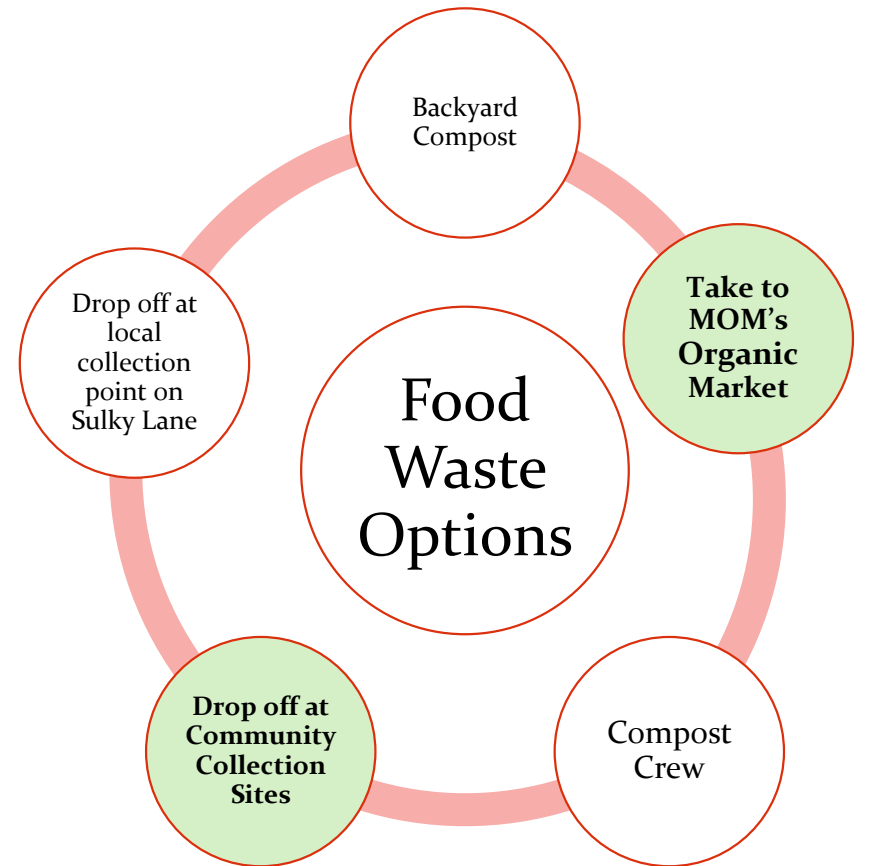 Backyard
Compost
Take to
MOM's
Organic
Market
Compost
Crew
Drop off at
Community
Collection
Sites
Drop off at
local
collection
point on
Sulky Lane
Food
Waste
Options